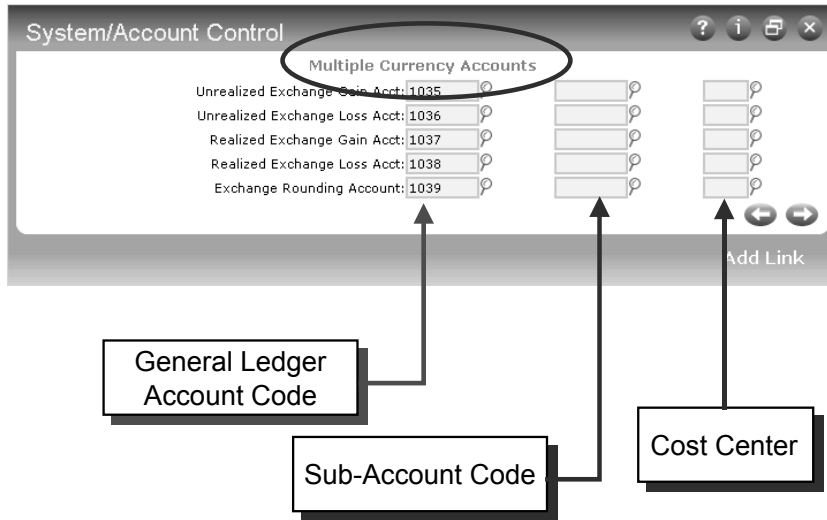 System/Account Control
? i
Multiple Currency Accounts
Unrealized Exchange Gain Acct: 1035
Unrealized Exchange Loss Acct: 1036
Realized Exchange Gain Acct: 1037
Realized Exchange Loss Acct: 1038
Exchange Rounding Account: 1039
Add Link
General Ledger
Account Code
Sub-Account Code
Cost Center